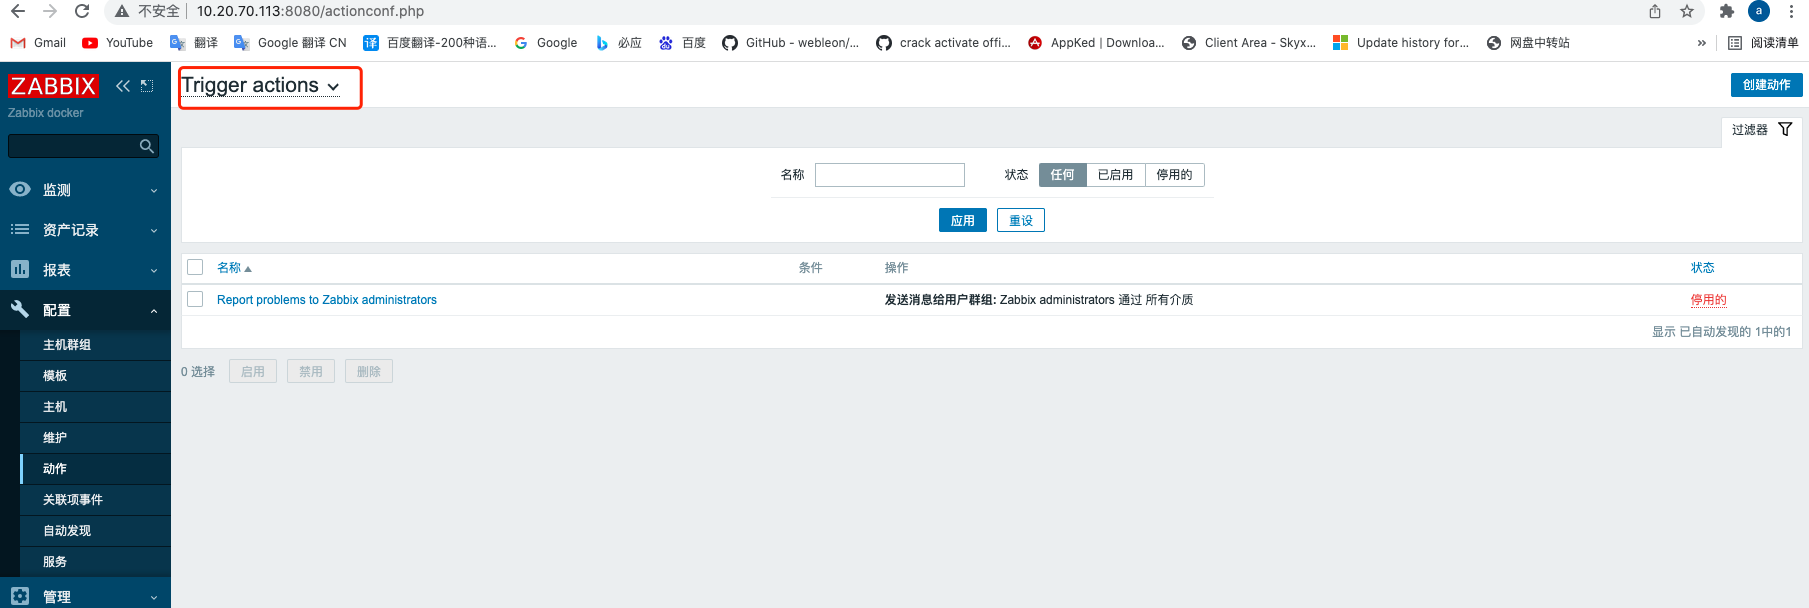 不安全 10.20.70.113:8080/actionconf.php a
Gmail YouTube 翻译 Google 翻译 CN 百度翻译-200种语... Google 必应 百度 GitHub - webleon/... crack activate offi... AppKed | Downloa... Client Area - Skyx... Update history for... 网盘中转站 » 阅读清单
ZABBIX
Zabbix docker
监测
资产记录
报表
配置
主机群组
模板
主机
维护
动作
关联项事件
自动发现
服务
管理
Trigger actions
创建动作
过滤器
名称 状态 任何 已启用 停用的
应用 重设
名称 条件 操作 状态
Report problems to Zabbix administrators 发送消息给用户群组: Zabbix administrators 通过 所有介质 停用的
显示 已自动发现的 1中的1
0 选择 启用 禁用 删除